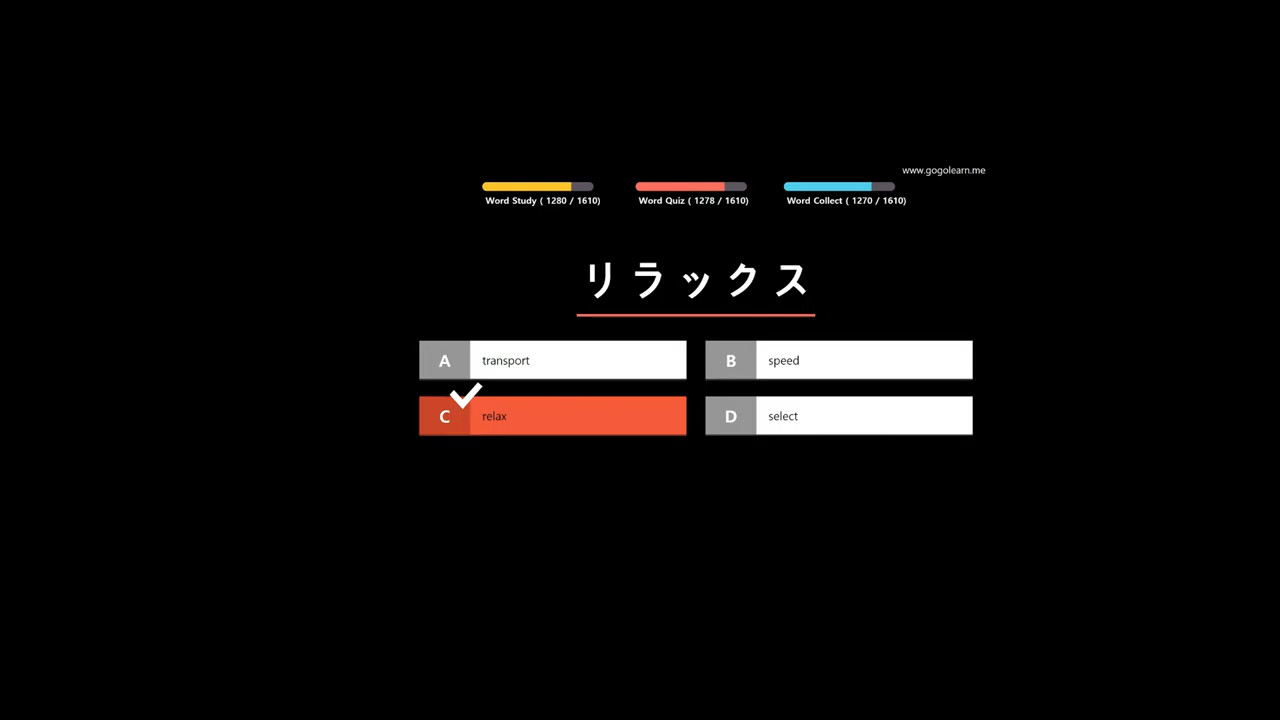 www.gogolearn.me
Word Study ( 1280 / 1610)
Word Quiz ( 1278 / 1610)
Word Collect ( 1270 / 1610)
リラックス
A transport
B speed
C relax
D select